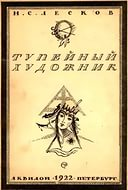 Н·С·ЛЕСКОВ
ТУПЕЙНЫЙ
ХУДОЖНИК
АКВИЛОН·1922·ПЕТЕРБУРГ